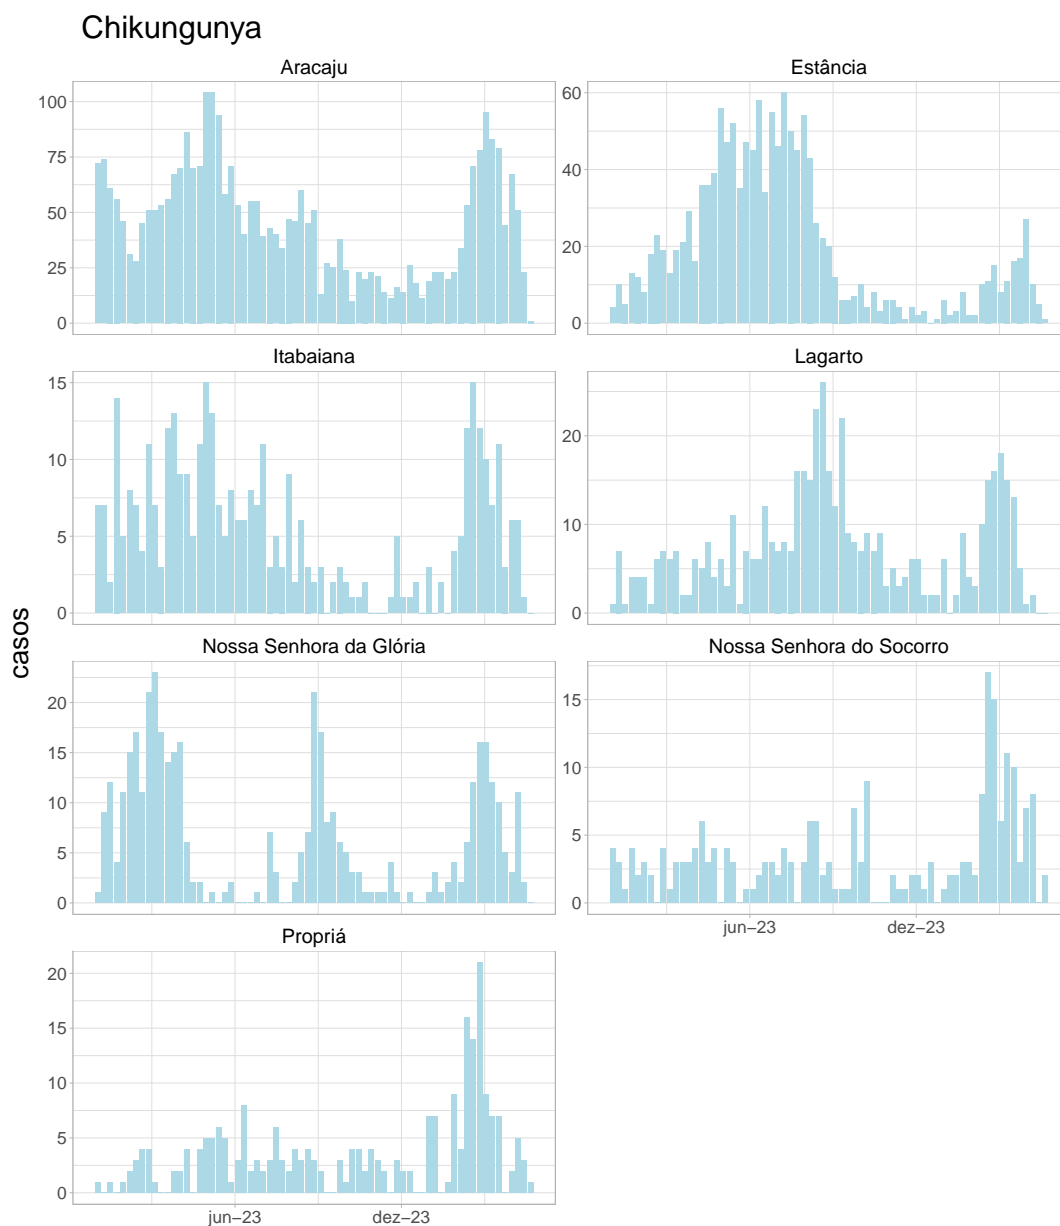 Chikungunya
Aracaju
Estância
100
75
50
25
0
60
40
20
0
Itabaiana
Lagarto
15
10
5
0
20
10
0
casos
Nossa Senhora da Glória
Nossa Senhora do Socorro
20
15
10
5
0
15
10
5
0
jun−23
dez−23
Propriá
20
15
10
5
0
jun−23
dez−23